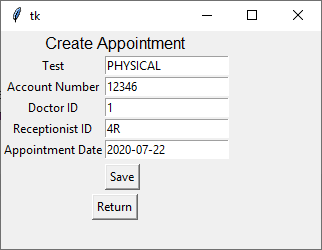 tk
Create Appointment
Test PHYSICAL
Account Number 12346
Doctor ID 1
Receptionist ID 4R
Appointment Date 2020-07-22
Save
Return